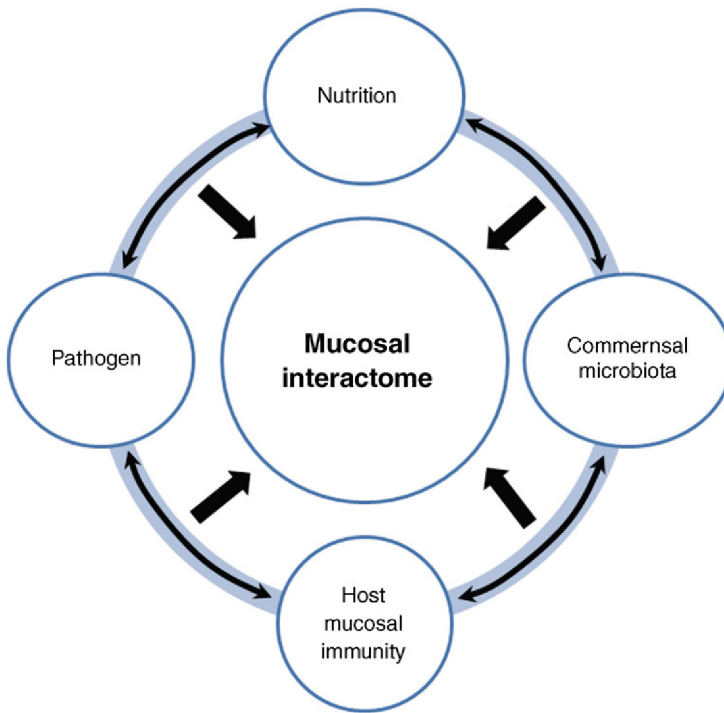 Nutrition
Pathogen
Mucosal
interactome
Commernsal
microbiota
Host
mucosal
immunity